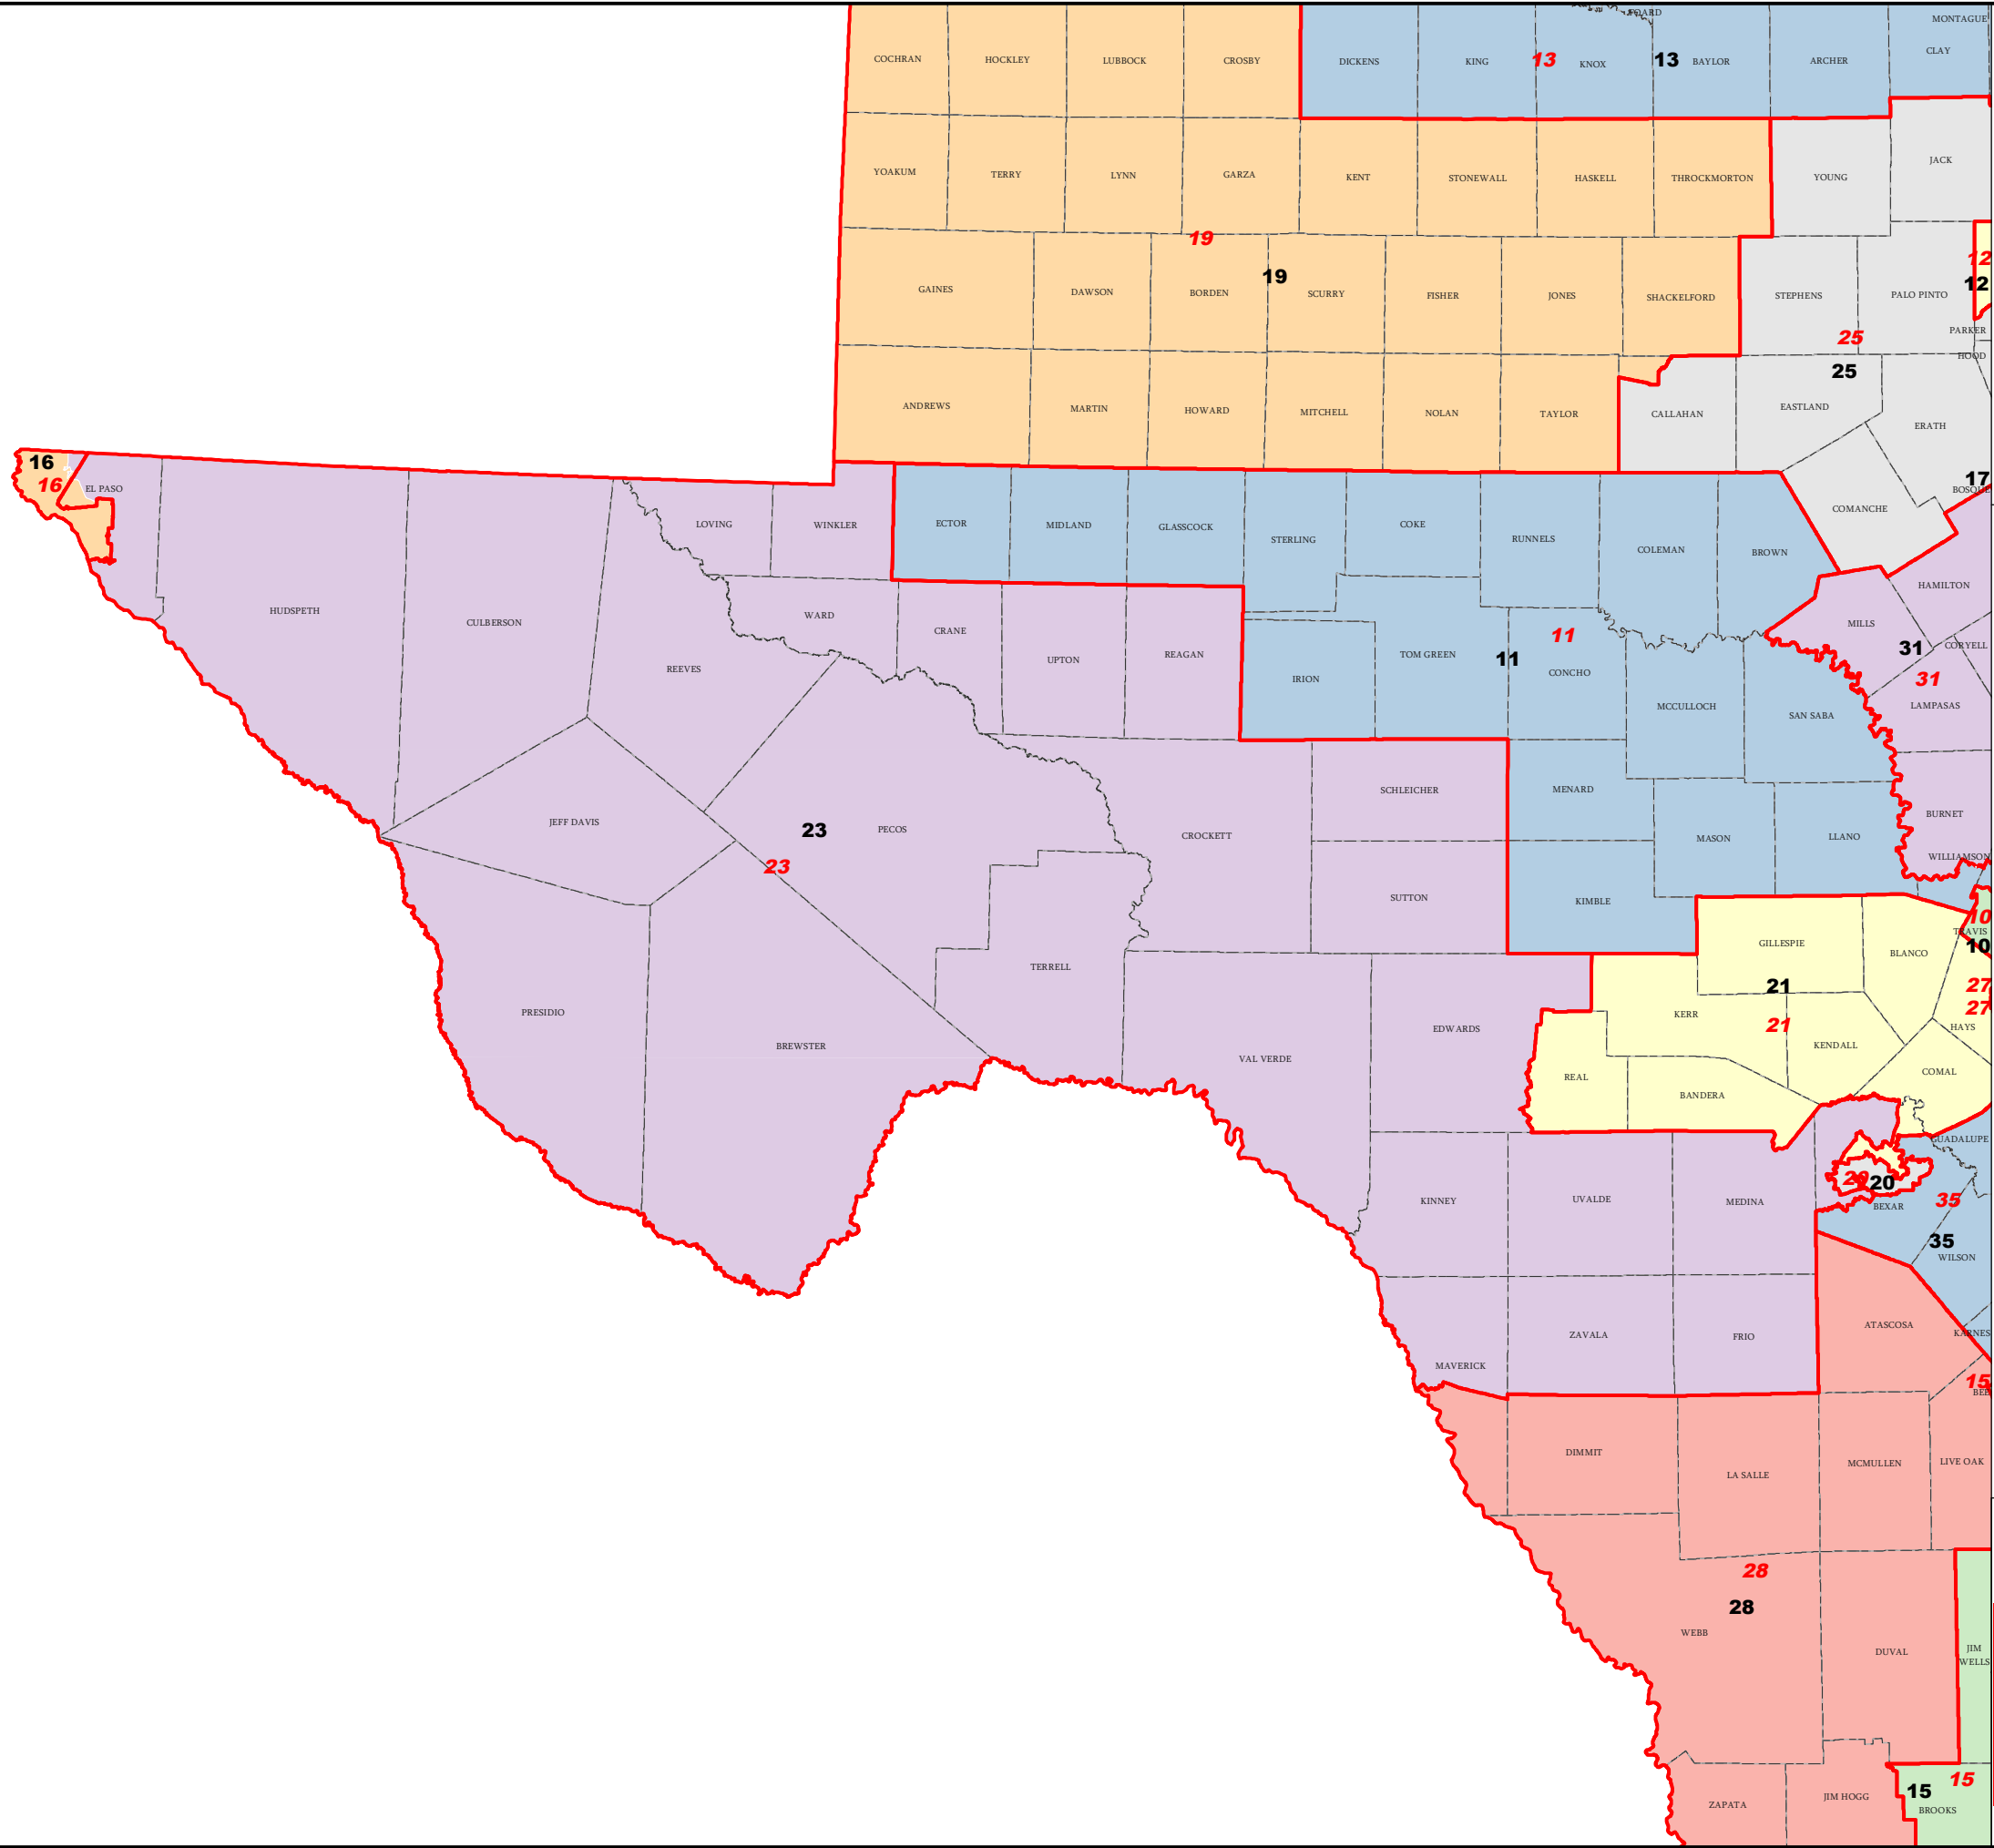 FOARD
MONTAGUE
COCHRAN HOCKLEY LUBBOCK CROSBY DICKENS KING 13 KNOX 13 BAYLOR ARCHER CLAY
YOAKUM TERRY LYNN GARZA KENT STONEWALL HASKELL THROCKMORTON YOUNG JACK
19
19
12
12
GAINES DAWSON BORDEN SCURRY FISHER JONES SHACKELFORD STEPHENS PALO PINTO
PARKER
25
HOOD
25
ANDREWS MARTIN HOWARD MITCHELL NOLAN TAYLOR CALLAHAN EASTLAND ERATH
16
16
EL PASO
17
BOSQUE
COMANCHE
LOVING WINKLER ECTOR MIDLAND GLASSCOCK STERLING COKE RUNNELS COLEMAN BROWN
HAMILTON
HUDSPETH CULBERSON WARD CRANE MILLS
REEVES UPTON REAGAN IRION TOM GREEN 11 11 CONCHO 31 CORYELL
31
MCCULLOCH SAN SABA LAMPASAS
SCHLEICHER MENARD
JEFF DAVIS 23 PECOS CROCKETT MASON LLANO BURNET
23
WILLIAMSON
SUTTON KIMBLE
10
TRAVIS
10
GILLESPIE BLANCO
TERRELL
21
27
27
PRESIDIO BREWSTER VAL VERDE EDWARDS KERR 21 KENDALL HAYS
REAL BANDERA COMAL
GUADALUPE
20
20
KINNEY UVALDE MEDINA BEXAR 35
35
WILSON
MAVERICK ZAVALA FRIO ATASCOSA KARNES
15
BEE
DIMMIT LA SALLE MCMULLEN LIVE OAK
28
28
WEBB DUVAL
JIM
WELLS
15
15
ZAPATA JIM HOGG BROOKS